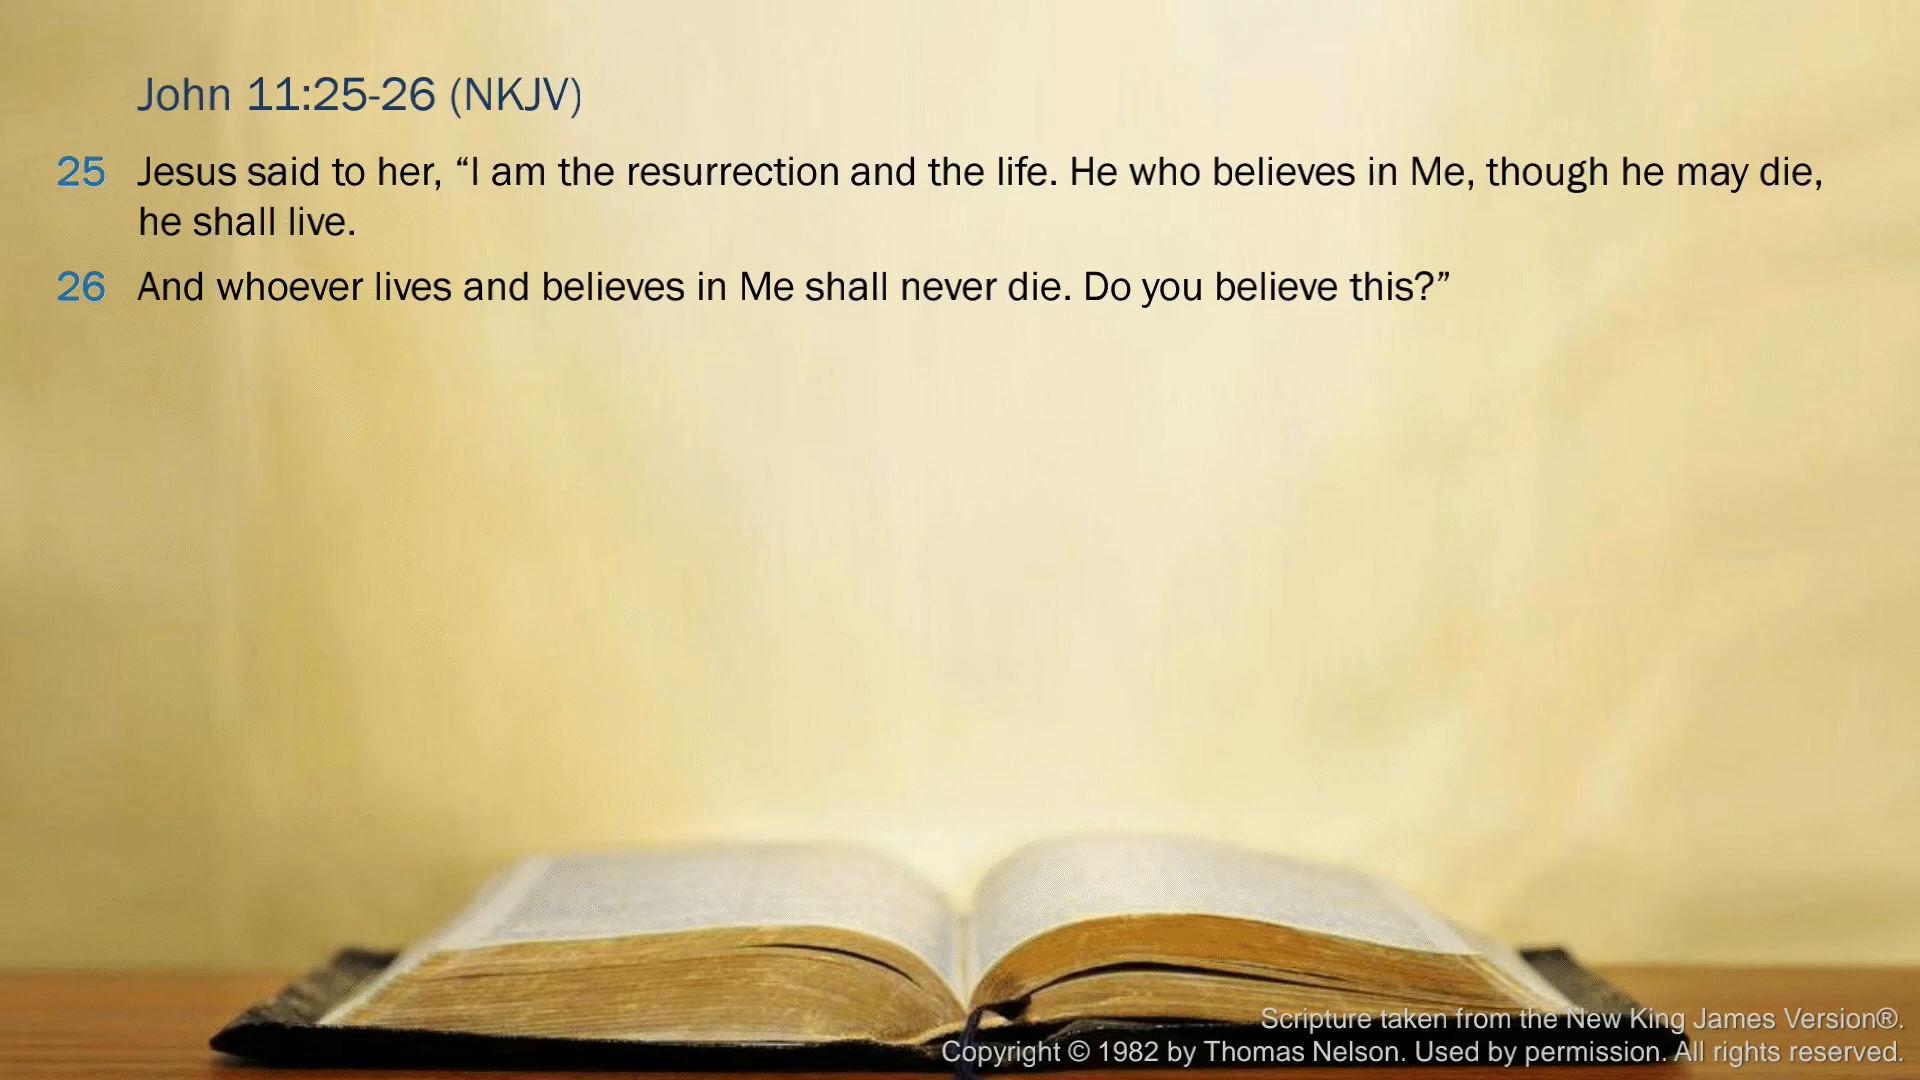 John 11:25-26 (NKJV)
25 Jesus said to her, “I am the resurrection and the life. He who believes in Me, though he may die,
he shall live.
26 And whoever lives and believes in Me shall never die. Do you believe this?”
Scripture taken from the New King James Version®.
Copyright © 1982 by Thomas Nelson. Used by permission. All rights reserved.